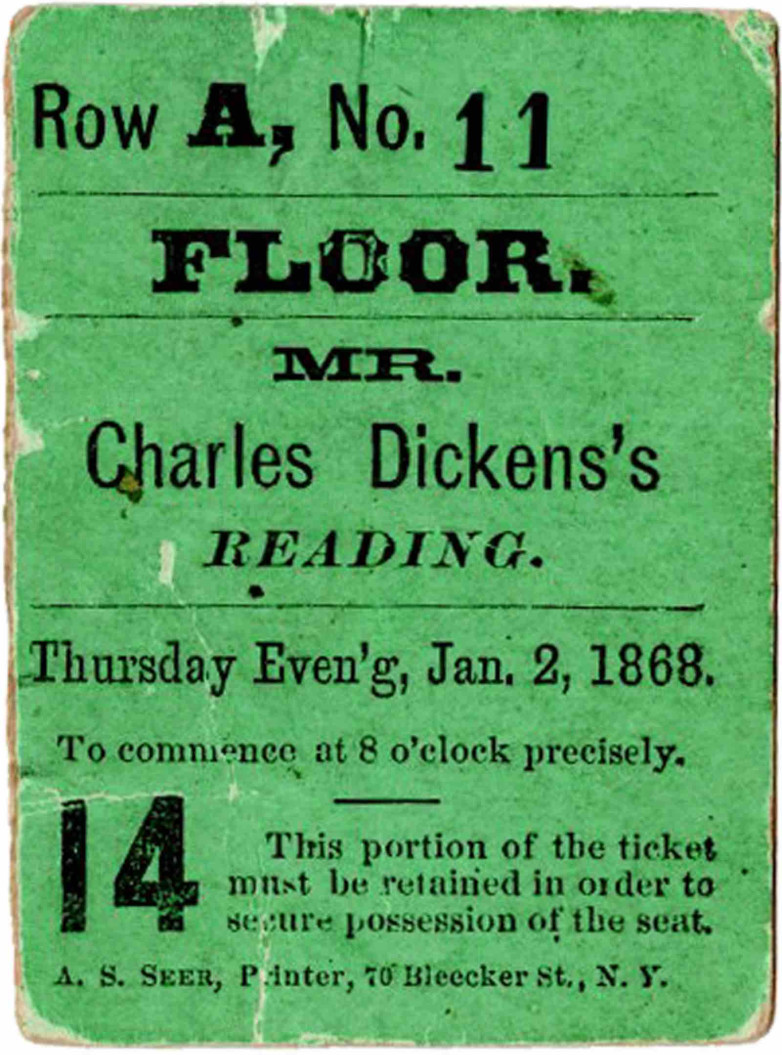 Row A, No. 11
FLOOR.
MR.
Charles Dickens's
READING.
Thursday Even'g, Jan. 2, 1868.
To commence at 8 o'clock precisely.
14
This portion of the ticket
must be retained in order to
secure possession of the seat.
A. S. SEER, Printer, 70 Bleecker St., N. Y.